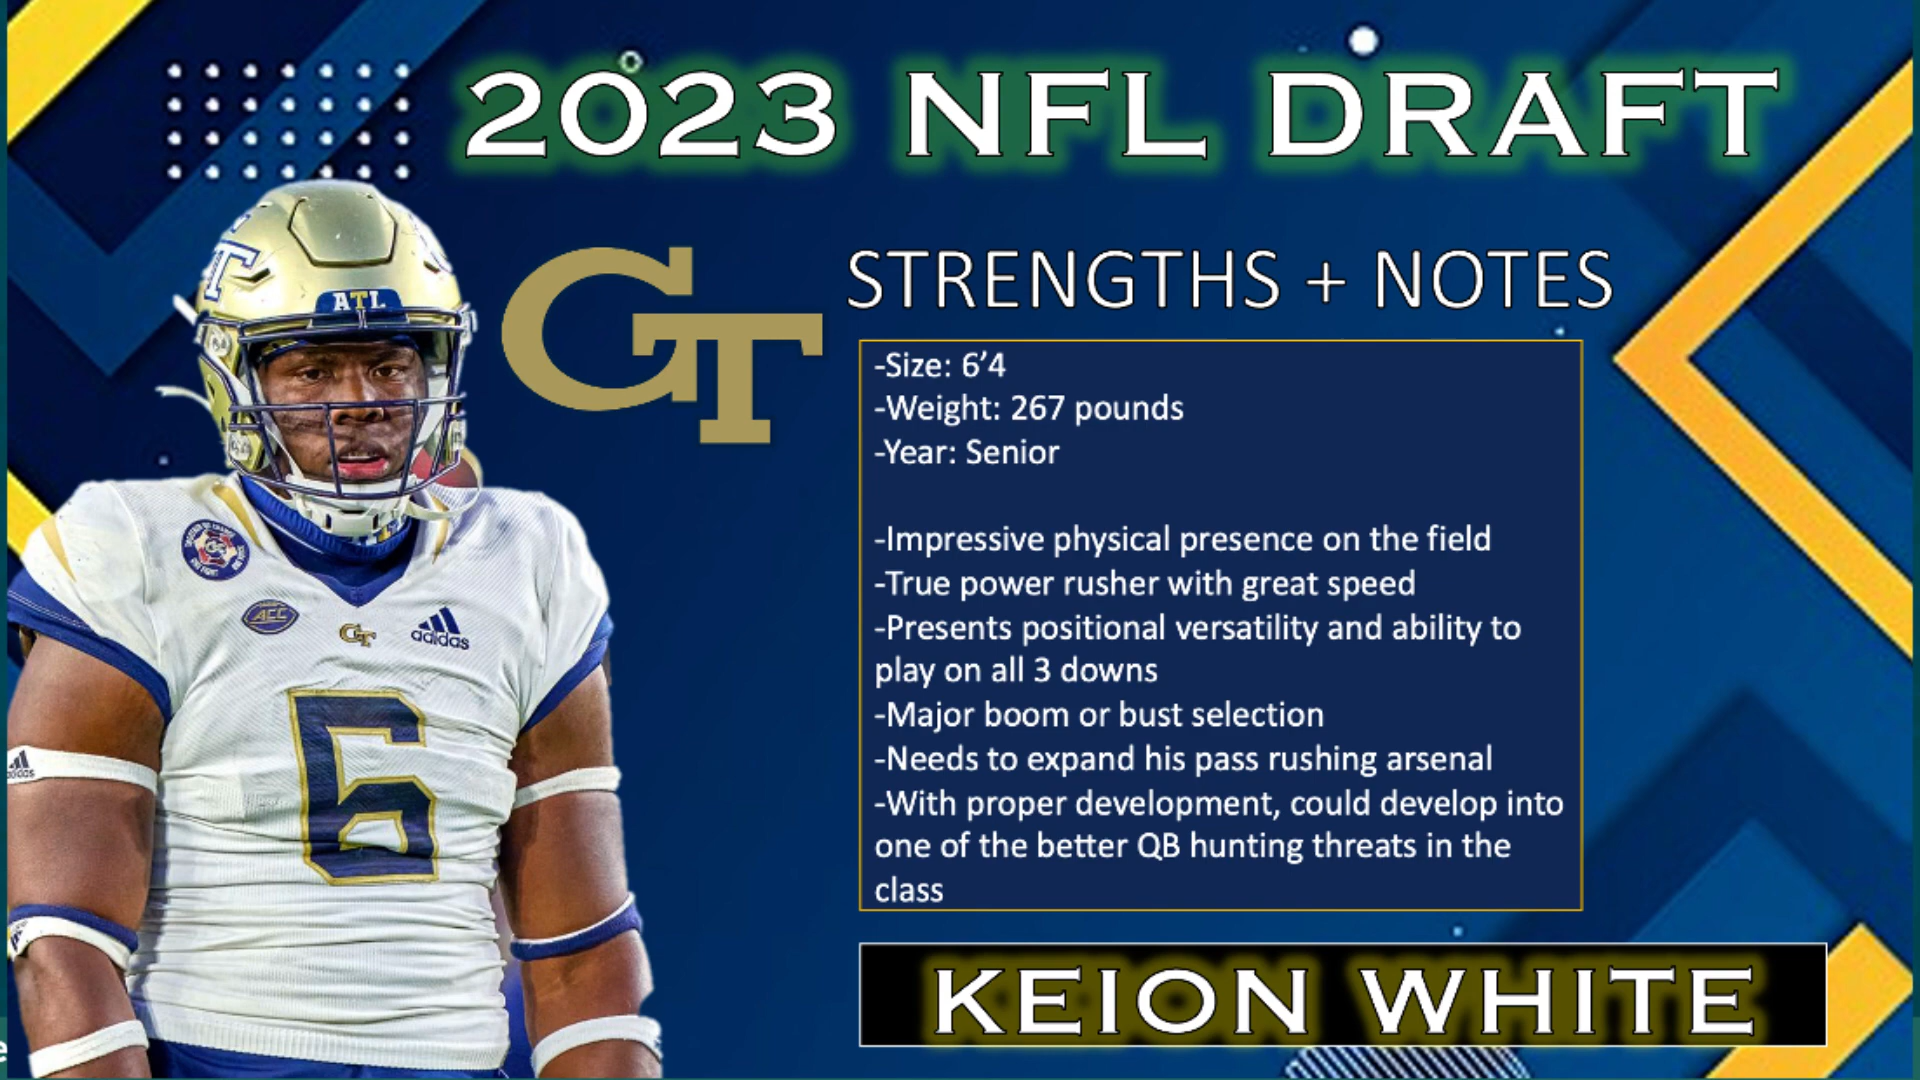 2023 NFL DRAFT
GT
STRENGTHS + NOTES
-Size: 6’4
-Weight: 267 pounds
-Year: Senior
-Impressive physical presence on the field
-True power rusher with great speed
-Presents positional versatility and ability to
play on all 3 downs
-Major boom or bust selection
-Needs to expand his pass rushing arsenal
-With proper development, could develop into
one of the better QB hunting threats in the
class
KEION WHITE
T
ATL
ACC
GT
adidas
6
adidas
e